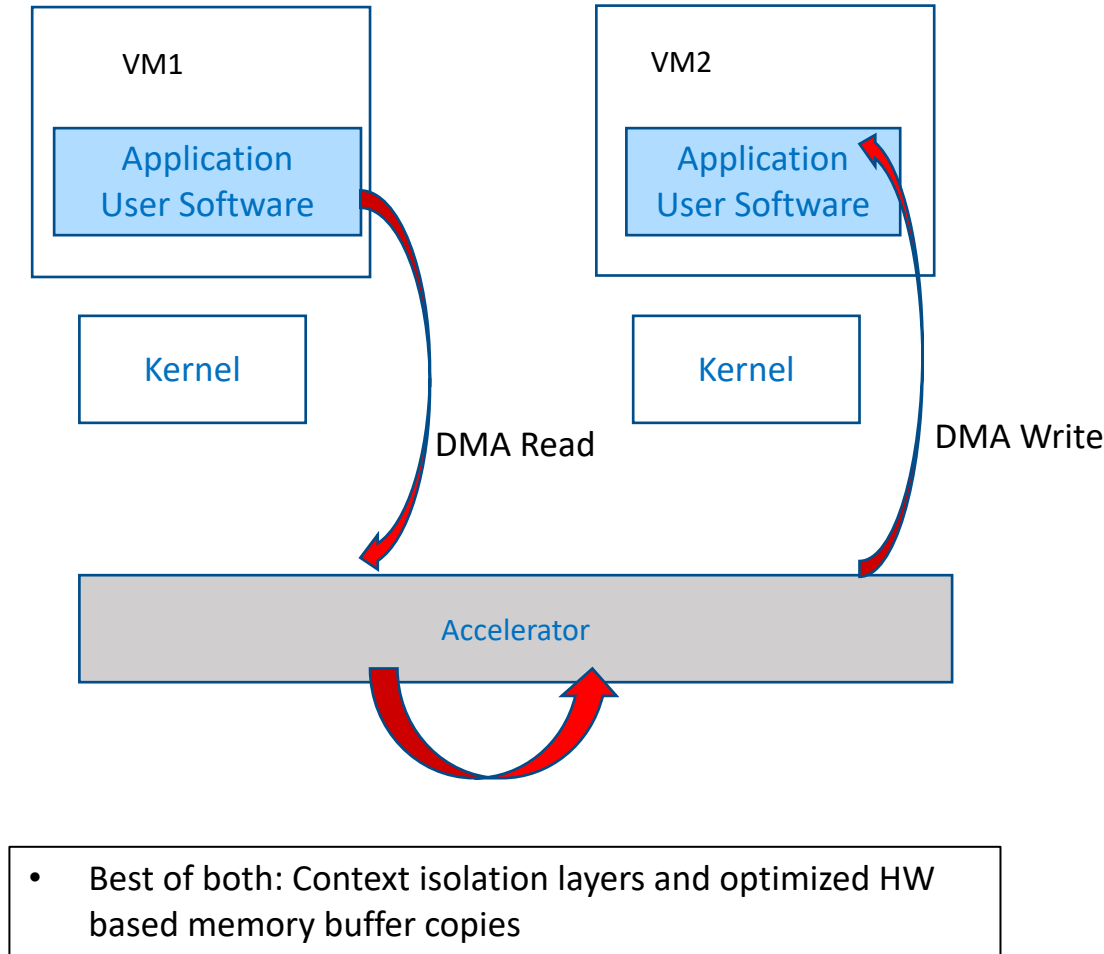 VM1
Application
User Software
VM2
Application
User Software
Kernel
Kernel
DMA Read
DMA Write
Accelerator
• Best of both: Context isolation layers and optimized HW
based memory buffer copies